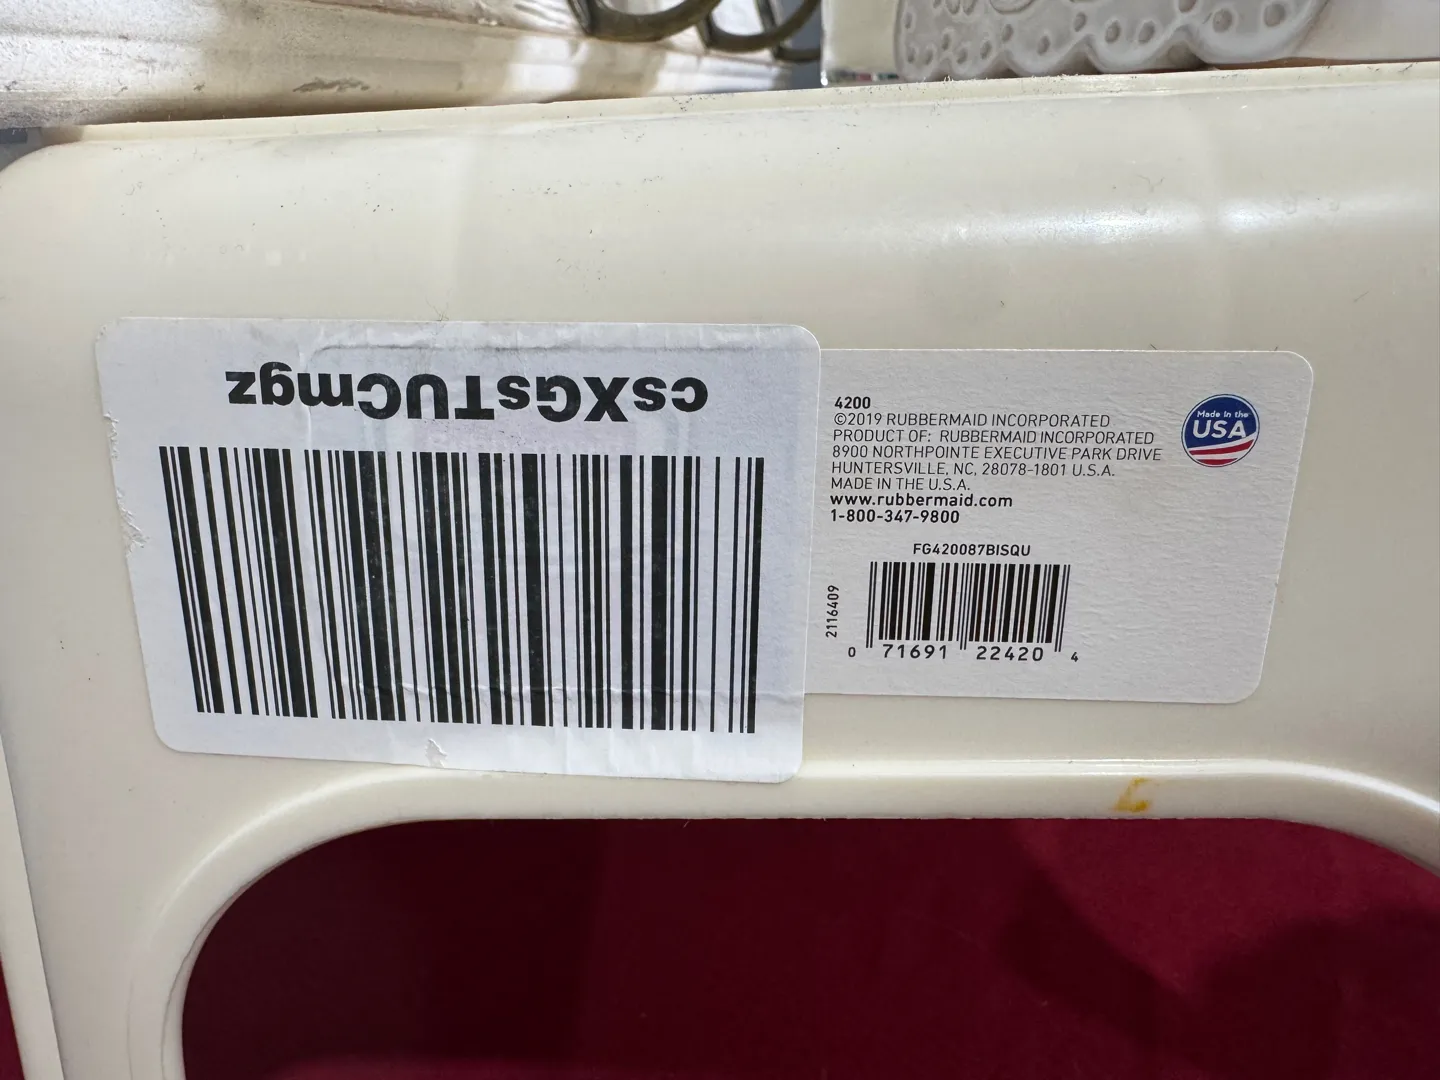 csXGsTUCmgz
4200
©2019 RUBBERMAID INCORPORATED
PRODUCT OF: RUBBERMAID INCORPORATED
8900 NORTHPOINTE EXECUTIVE PARK DRIVE
HUNTERSVILLE, NC, 28078-1801 U.S.A.
MADE IN THE U.S.A.
www.rubbermaid.com
1-800-347-9800
Made in the
USA
FG420087BISQU
2116409
0 71691 22420 4